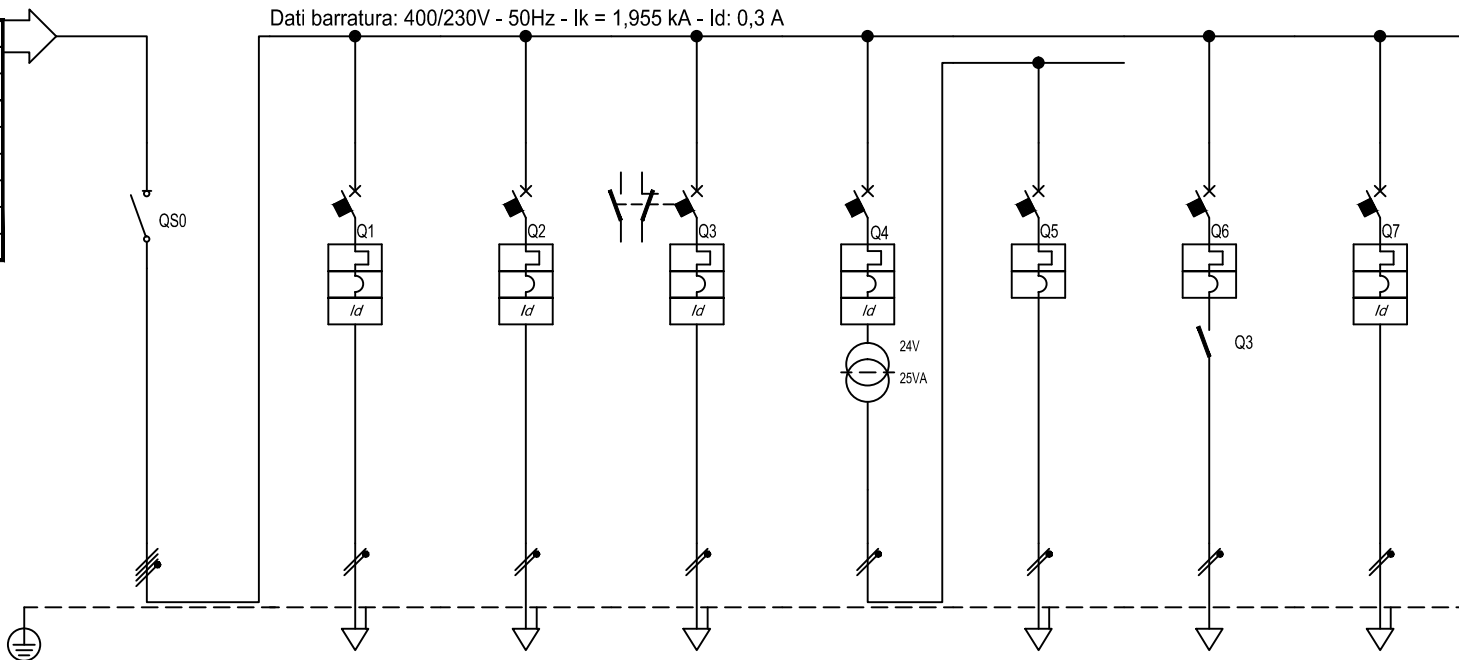 Dati barratura: 400/230V - 50Hz - Ik = 1,955 kA - Id: 0,3 A
QS0
Q1
Q2
Q3
Q4
Q5
Q6
Q7
Id
Id
Id
Id
Id
24V
25VA
Q3